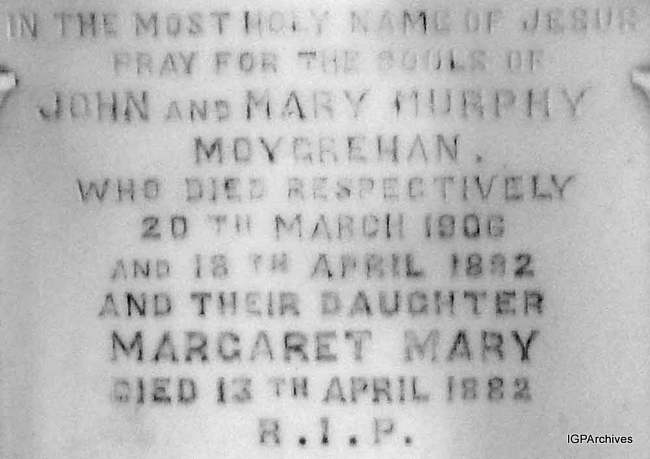 IN THE MOST HOLY NAME OF JESUS
PRAY FOR THE SOULS OF
JOHN AND MARY MURPHY
MOYGREHAN.
WHO DIED RESPECTIVELY
20 TH MARCH 1906
AND 18 TH APRIL 1882
AND THEIR DAUGHTER
MARGARET MARY
DIED 13 TH APRIL 1882
R.I.P.
IGPArchives